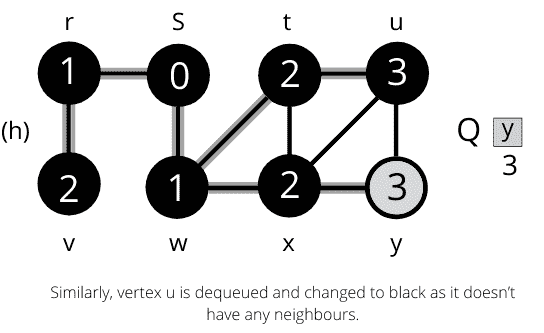 r S t u
1 0 2 3
(h) Q y
3
2 1 2 3
v w x y
Similarly, vertex u is dequeued and changed to black as it doesn't
have any neighbours.